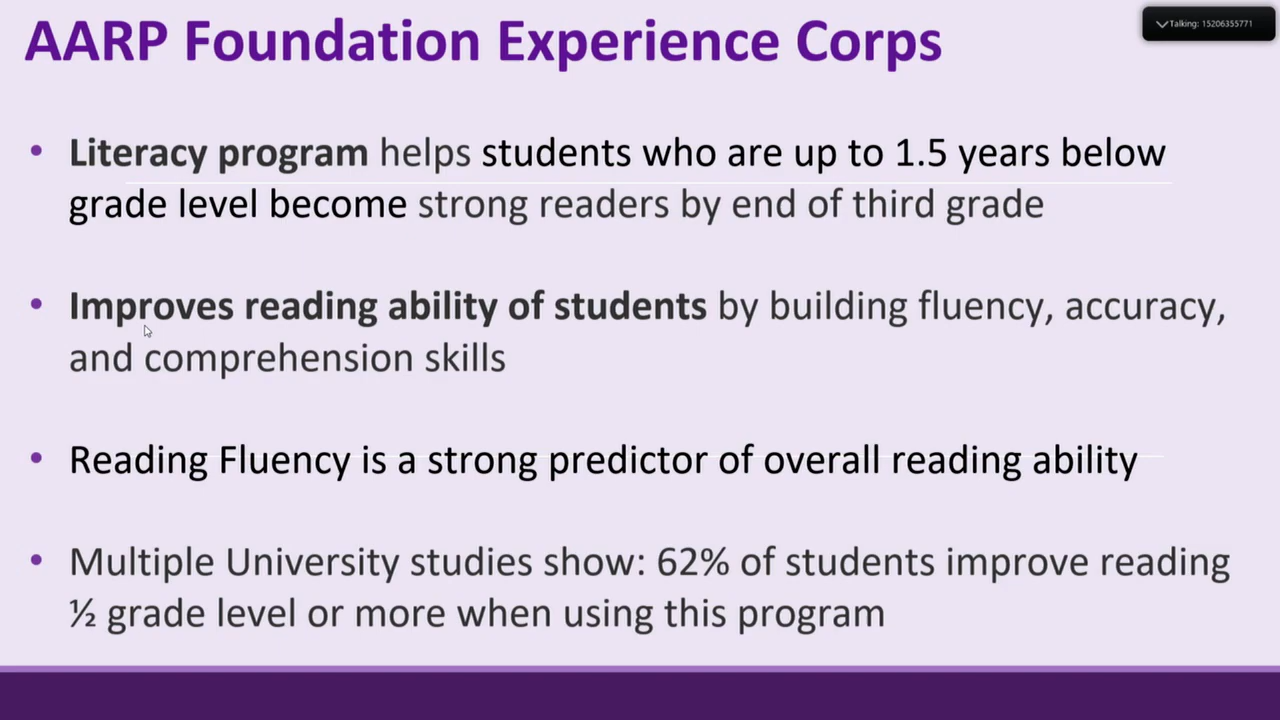 AARP Foundation Experience Corps
Talking: 15206355771
• Literacy program helps students who are up to 1.5 years below
grade level become strong readers by end of third grade
• Improves reading ability of students by building fluency, accuracy,
and comprehension skills
• Reading Fluency is a strong predictor of overall reading ability
• Multiple University studies show: 62% of students improve reading
½ grade level or more when using this program